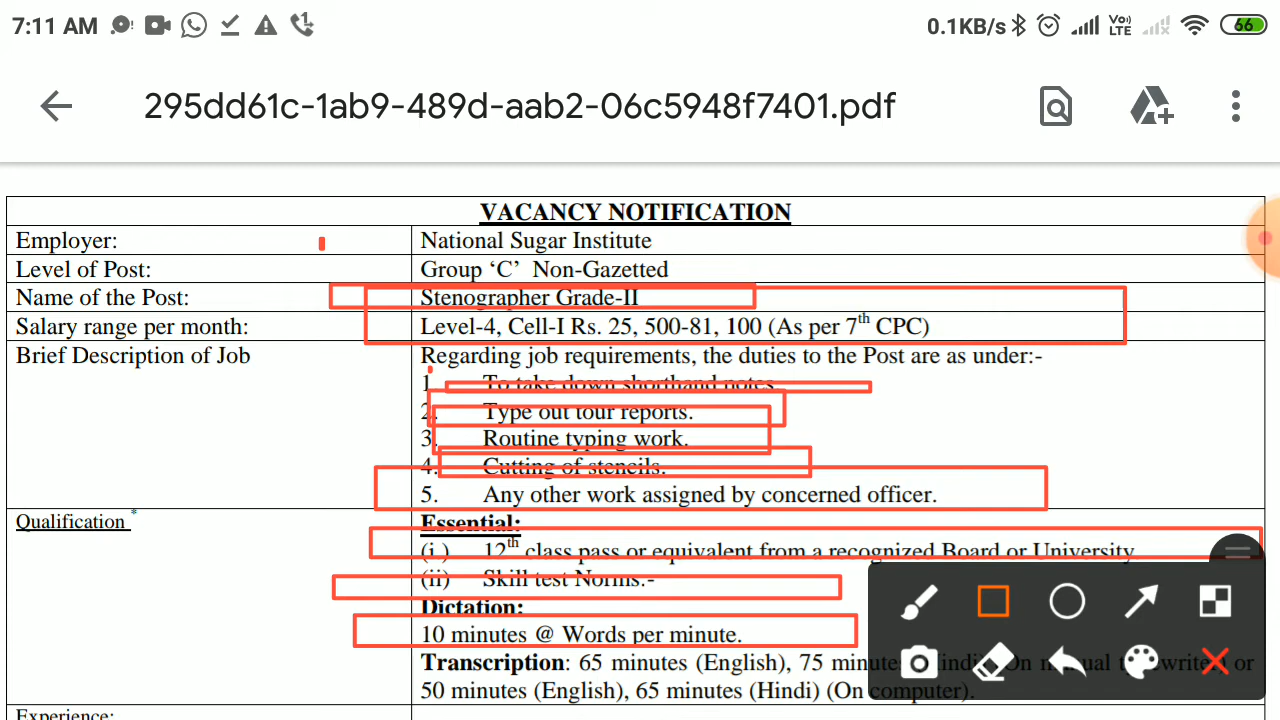 7:11 AM
0.1KB/s Vo)) LTE 66
295dd61c-1ab9-489d-aab2-06c5948f7401.pdf
VACANCY NOTIFICATION
Employer: National Sugar Institute
Level of Post: Group ‘C’ Non-Gazetted
Name of the Post: Stenographer Grade-II
Salary range per month: Level-4, Cell-I Rs. 25, 500-81, 100 (As per 7th CPC)
Brief Description of Job Regarding job requirements, the duties to the Post are as under:-
1. To take down shorthand notes
2. Type out tour reports.
3. Routine typing work.
4. Cutting of stencils.
5. Any other work assigned by concerned officer.
Qualification * Essential:
(i ) 12th class pass or equivalent from a recognized Board or University
(ii) Skill test Norms:-
Dictation:
10 minutes @ Words per minute.
Transcription: 65 minutes (English), 75 minutes or
50 minutes (English), 65 minutes (Hindi) (On computer).
Experience: